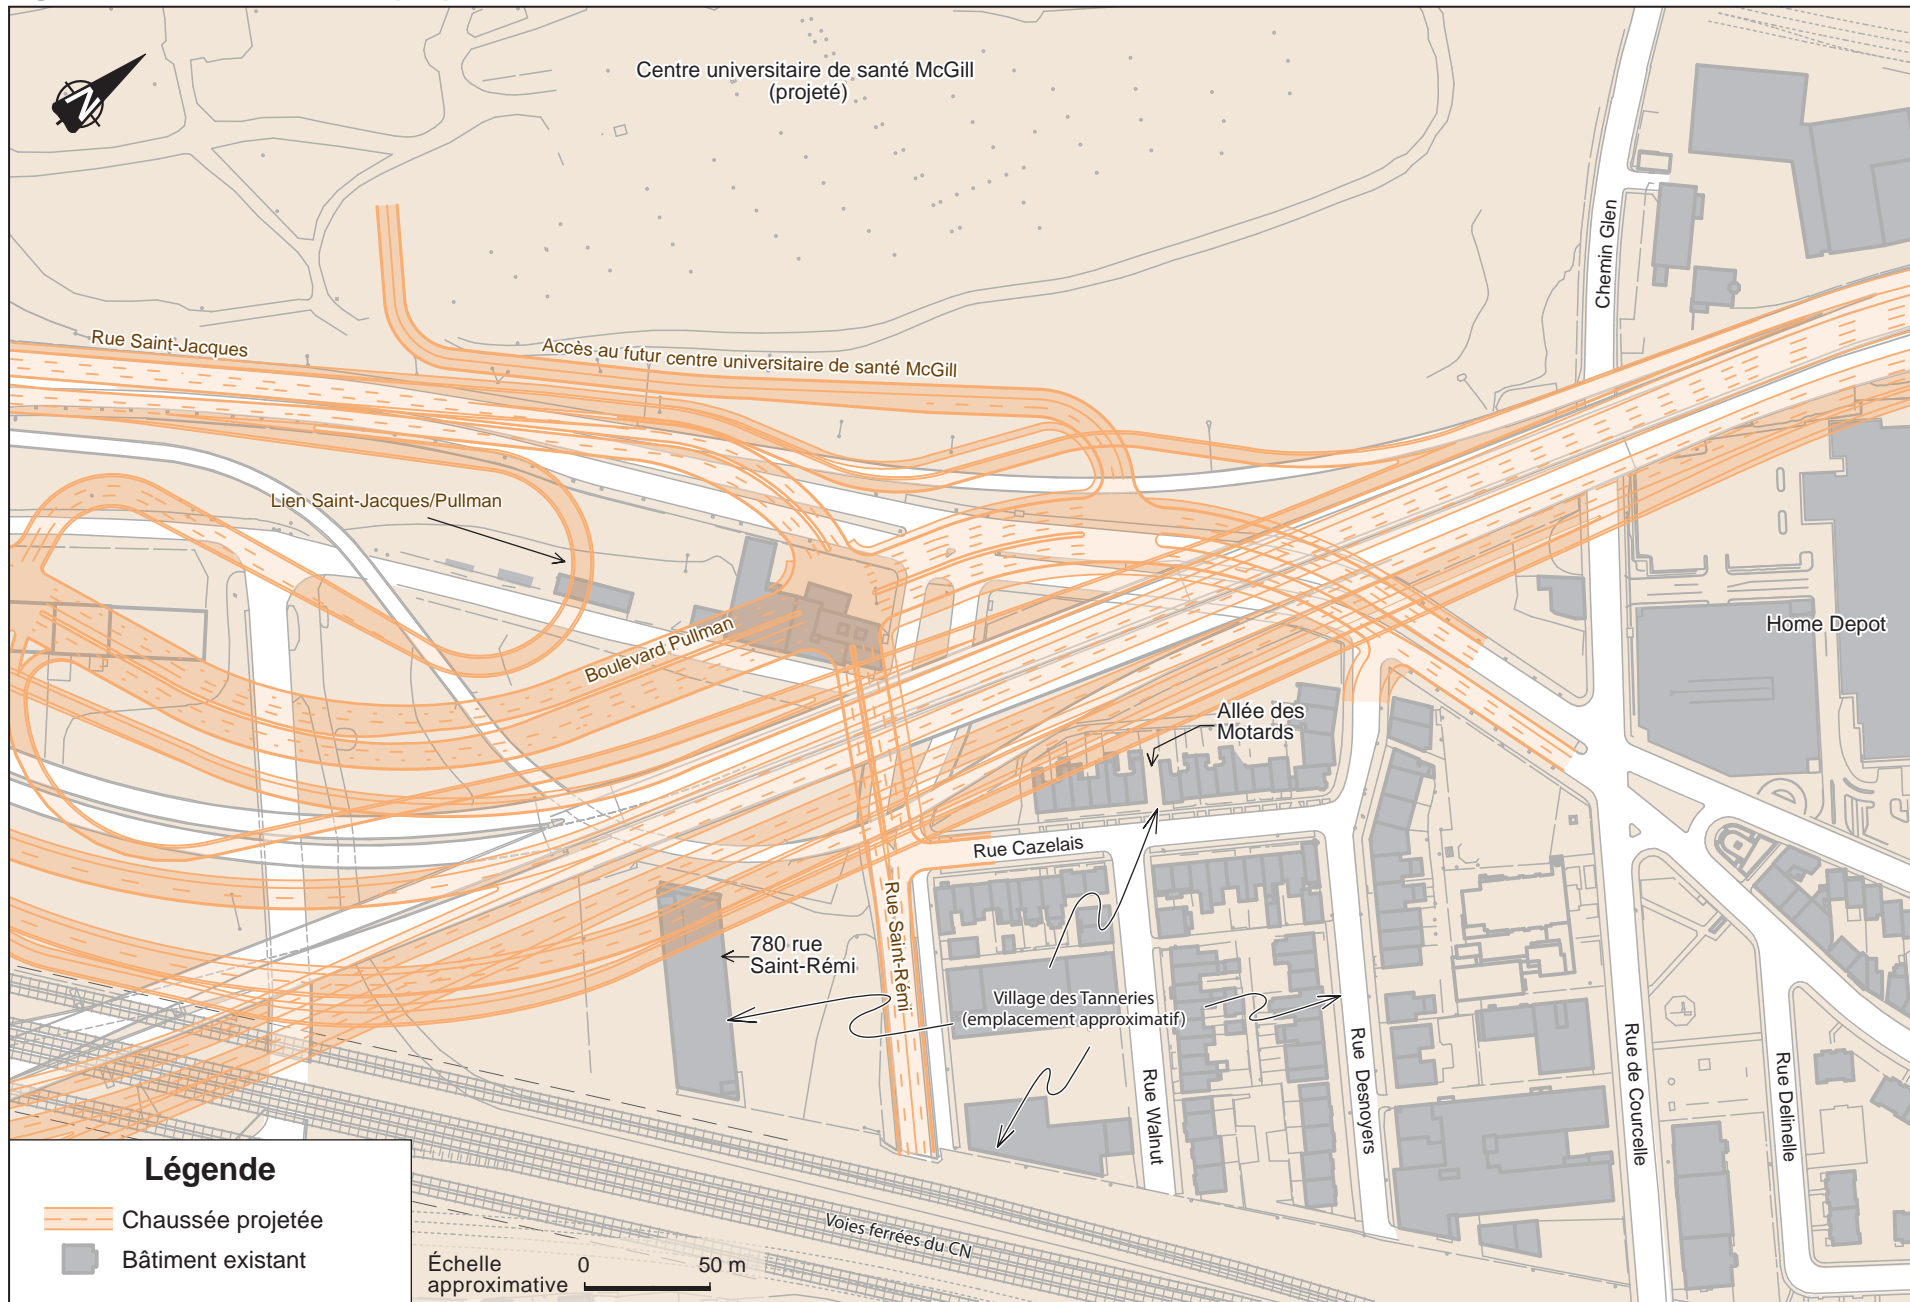 Centre universitaire de santé McGill
(projeté)
N
Chemin Glen
Rue Saint-Jacques
Accès au futur centre universitaire de santé McGill
Lien Saint-Jacques/Pullman
Boulevard Pullman
Home Depot
Allée des
Motards
Rue Cazelais
Rue Saint-Rémi
780 rue
Saint-Rémi
Village des Tanneries
(emplacement approximatif)
Rue Walnut
Rue Desnoyers
Rue de Courcelle
Rue Delinelle
Voies ferrées du CN
Légende
Chaussée projetée
Bâtiment existant
Échelle
approximative
0 50 m